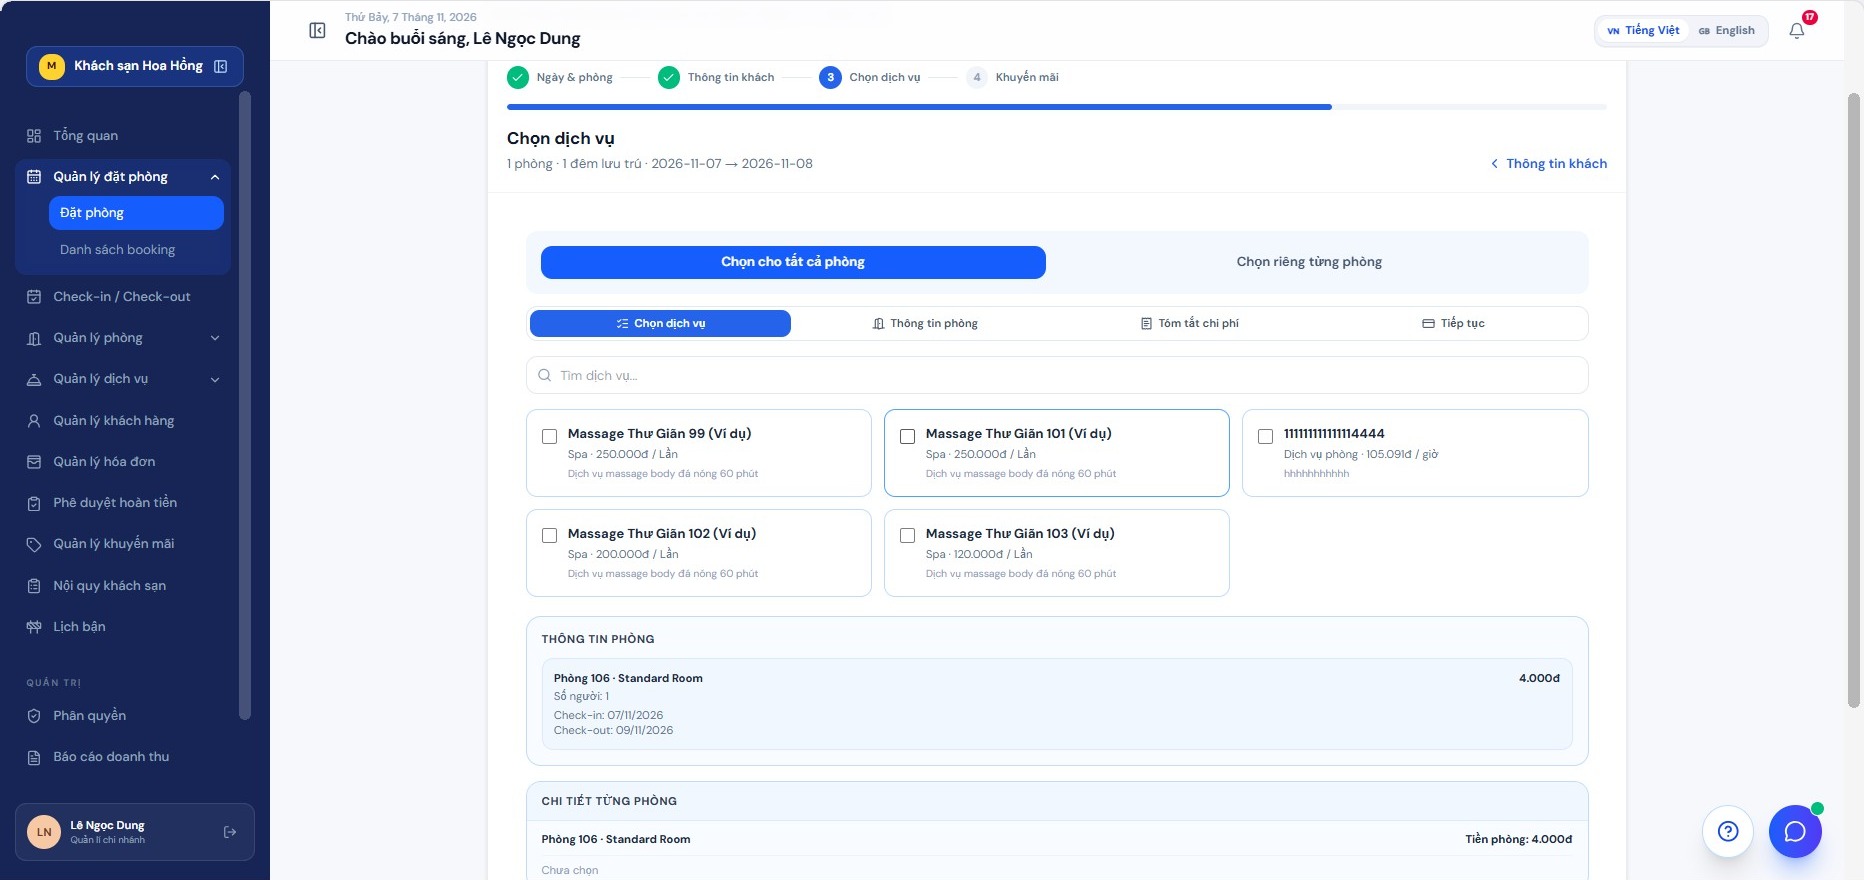 M
Khách sạn Hoa Hồng
Tổng quan
Quản lý đặt phòng
Đặt phòng
Danh sách booking
Check-in / Check-out
Quản lý phòng
Quản lý dịch vụ
Quản lý khách hàng
Quản lý hóa đơn
Phê duyệt hoàn tiền
Quản lý khuyến mãi
Nội quy khách sạn
Lịch bận
QUẢN TRỊ
Phân quyền
Báo cáo doanh thu
LN
Lê Ngọc Dung
Quản lí chi nhánh
Thứ Bảy, 7 Tháng 11, 2026
Chào buổi sáng, Lê Ngọc Dung
VN Tiếng Việt
GB English
17
Ngày & phòng
Thông tin khách
3 Chọn dịch vụ
4 Khuyến mãi
Chọn dịch vụ
1 phòng · 1 đêm lưu trú · 2026-11-07 → 2026-11-08
Thông tin khách
Chọn cho tất cả phòng
Chọn riêng từng phòng
Chọn dịch vụ
Thông tin phòng
Tóm tắt chi phí
Tiếp tục
Tìm dịch vụ...
Massage Thư Giãn 99 (Ví dụ)
Spa · 250.000đ / Lần
Dịch vụ massage body đá nóng 60 phút
Massage Thư Giãn 101 (Ví dụ)
Spa · 250.000đ / Lần
Dịch vụ massage body đá nóng 60 phút
Dịch vụ phòng · 105.091đ / giờ
Massage Thư Giãn 102 (Ví dụ)
Spa · 200.000đ / Lần
Dịch vụ massage body đá nóng 60 phút
Massage Thư Giãn 103 (Ví dụ)
Spa · 120.000đ / Lần
Dịch vụ massage body đá nóng 60 phút
THÔNG TIN PHÒNG
Phòng 106 · Standard Room
4.000đ
Số người: 1
Check-in: 07/11/2026
Check-out: 09/11/2026
CHI TIẾT TỪNG PHÒNG
Phòng 106 · Standard Room
Tiền phòng: 4.000đ
Chưa chọn